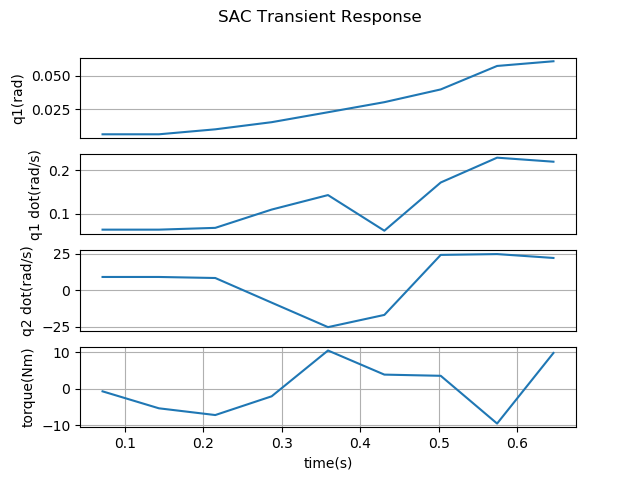 SAC Transient Response
0.050
0.025
q1(rad)
0.2
0.1
q1 dot(rad/s)
25
0
−25
q2 dot(rad/s)
10
0
−10
torque(Nm)
0.1 0.2 0.3 0.4 0.5 0.6
time(s)